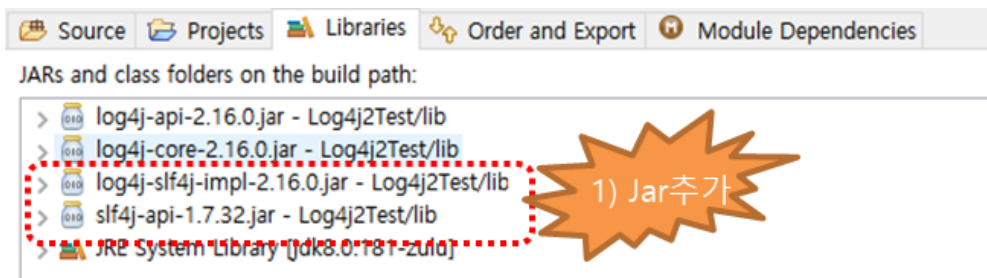 Source Projects Libraries Order and Export Module Dependencies
JARs and class folders on the build path:
log4j-api-2.16.0.jar - Log4j2Test/lib
log4j-core-2.16.0.jar - Log4j2Test/lib
log4j-slf4j-impl-2.16.0.jar - Log4j2Test/lib
slf4j-api-1.7.32.jar - Log4j2Test/lib
JRE System Library [jdk8.0.181-zulu]
1) Jar추가